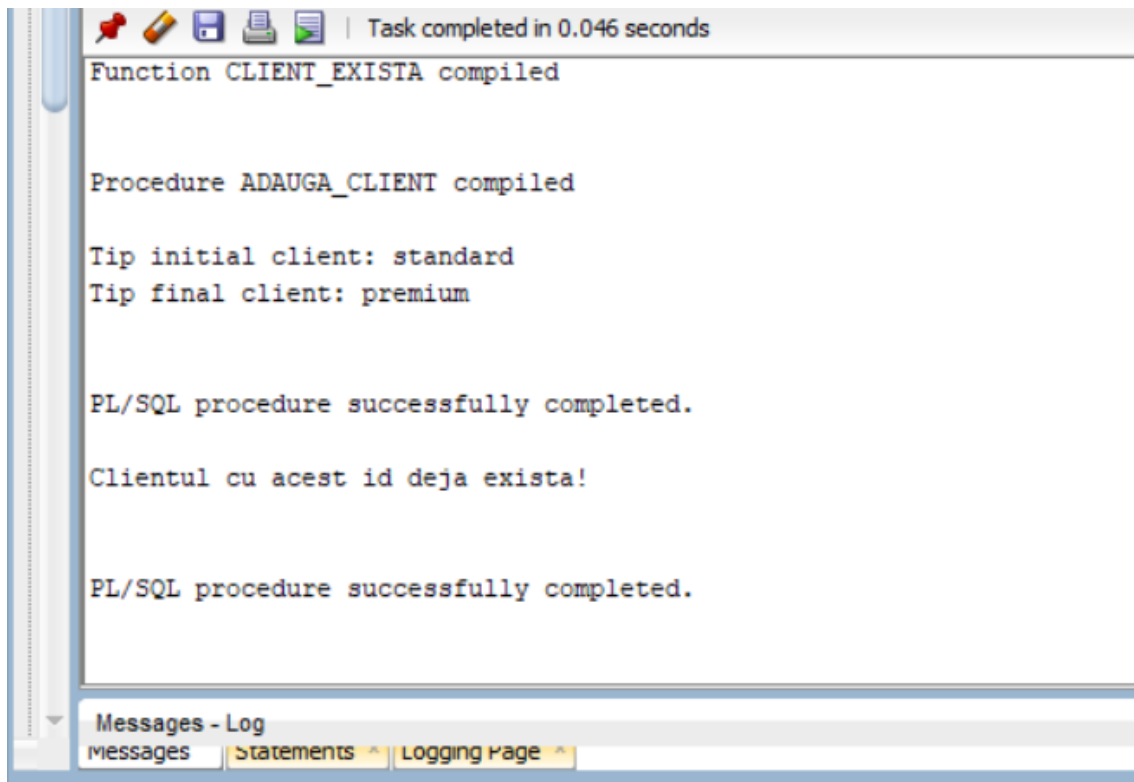 Task completed in 0.046 seconds
Function CLIENT_EXISTA compiled
Procedure ADAUGA_CLIENT compiled
Tip initial client: standard
Tip final client: premium
PL/SQL procedure successfully completed.
Clientul cu acest id deja exista!
PL/SQL procedure successfully completed.
Messages - Log
Messages Statements Logging Page